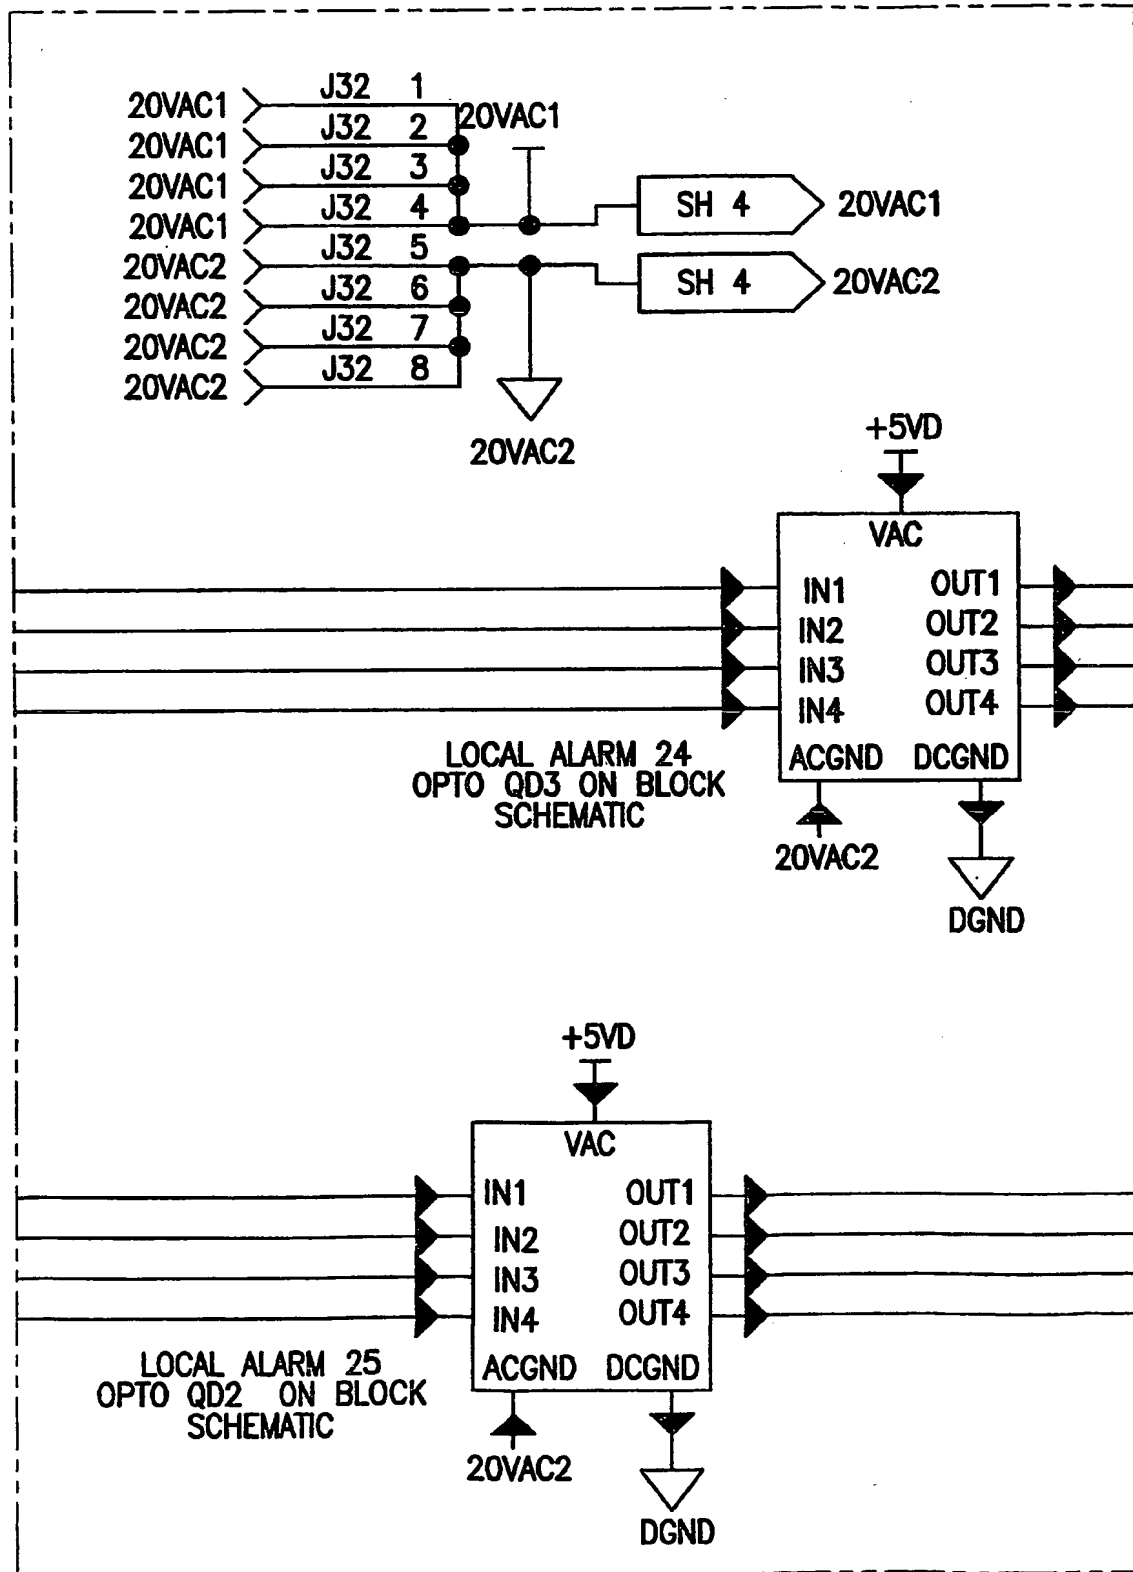 20VAC1 J32 1
20VAC1 J32 2
20VAC1
20VAC1 J32 3
20VAC1 J32 4
SH 4 20VAC1
20VAC2 J32 5
SH 4 20VAC2
20VAC2 J32 6
20VAC2 J32 7
20VAC2 J32 8
20VAC2
+5VD
VAC
IN1 OUT1
IN2 OUT2
IN3 OUT3
IN4 OUT4
ACGND DCGND
LOCAL ALARM 24
OPTO QD3 ON BLOCK
SCHEMATIC
20VAC2
DGND
+5VD
VAC
IN1 OUT1
IN2 OUT2
IN3 OUT3
IN4 OUT4
ACGND DCGND
LOCAL ALARM 25
OPTO QD2 ON BLOCK
SCHEMATIC
20VAC2
DGND